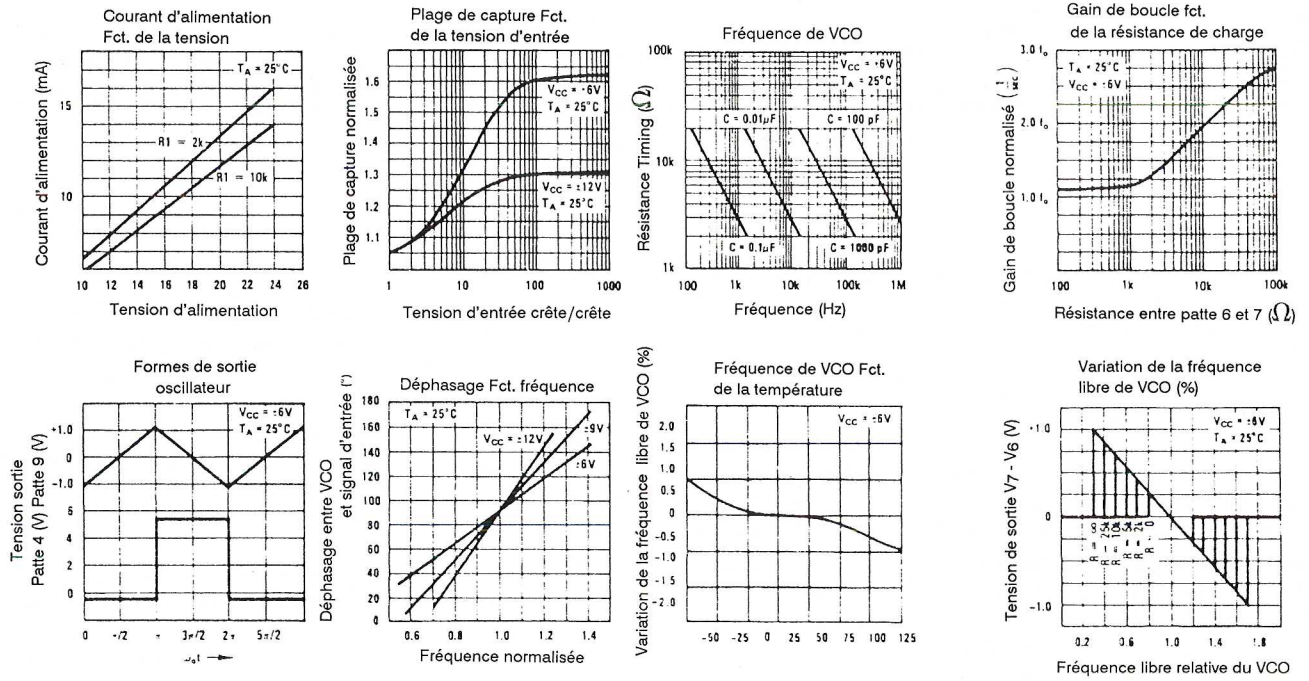 Courant d'alimentation
Fct. de la tension
Courant d'alimentation (mA)
T_A = 25°C
R1 = 2k
R1 = 10k
15
10
10 12 14 16 18 20 22 24 26
Tension d'alimentation
Plage de capture Fct.
de la tension d'entrée
Plage de capture normalisée
1.6
1.5
1.4
1.3
1.2
1.1
V_CC = ±6V
T_A = 25°C
V_CC = ±12V
T_A = 25°C
1 10 100 1000
Tension d'entrée crête/crête
Fréquence de VCO
Résistance Timing (Ω)
100k
10k
1k
V_CC = ±6V
T_A = 25°C
C = 0.01µF
C = 100 pF
C = 0.1µF
C = 1000 pF
100 1k 10k 100k 1M
Fréquence (Hz)
Gain de boucle fct.
de la résistance de charge
Gain de boucle normalisé
3.0 f₀
2.0 f₀
1.0 f₀
T_A = 25°C
V_CC = ±6V
100 1k 10k 100k
Résistance entre patte 6 et 7 (Ω)
Formes de sortie
oscillateur
Tension sortie
Patte 4 (V) Patte 9 (V)
+1.0
0
-1.0
6
4
2
0
V_CC = ±6V
T_A = 25°C
0 π/2 π 3π/2 2π 5π/2
ω₀t
Déphasage Fct. fréquence
Déphasage entre VCO
et signal d'entrée (°)
180
160
140
120
100
80
60
40
20
0
T_A = 25°C
V_CC = ±12V
±9V
±6V
0.6 0.8 1.0 1.2 1.4
Fréquence normalisée
Fréquence de VCO Fct.
de la température
Variation de la fréquence libre de VCO (%)
2.0
1.5
1.0
0.5
0
-0.5
-1.0
-1.5
-2.0
V_CC = ±6V
-50 -25 0 25 50 75 100 125
Variation de la fréquence
libre de VCO (%)
Tension de sortie V7 - V6 (V)
+1.0
0
-1.0
V_CC = ±6V
T_A = 25°C
R = ∞
R = 25k
R = 10k
R = 5k
R = 2k
R = 0
0.2 0.6 1.0 1.4 1.8
Fréquence libre relative du VCO